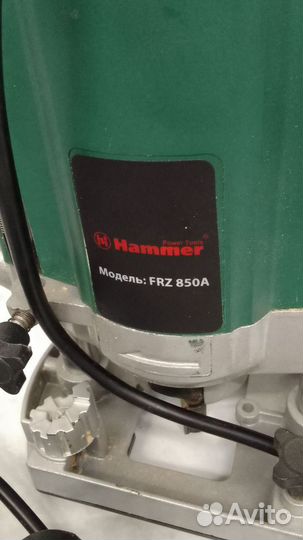 Power Tools
Hammer
Модель: FRZ 850A
Avito